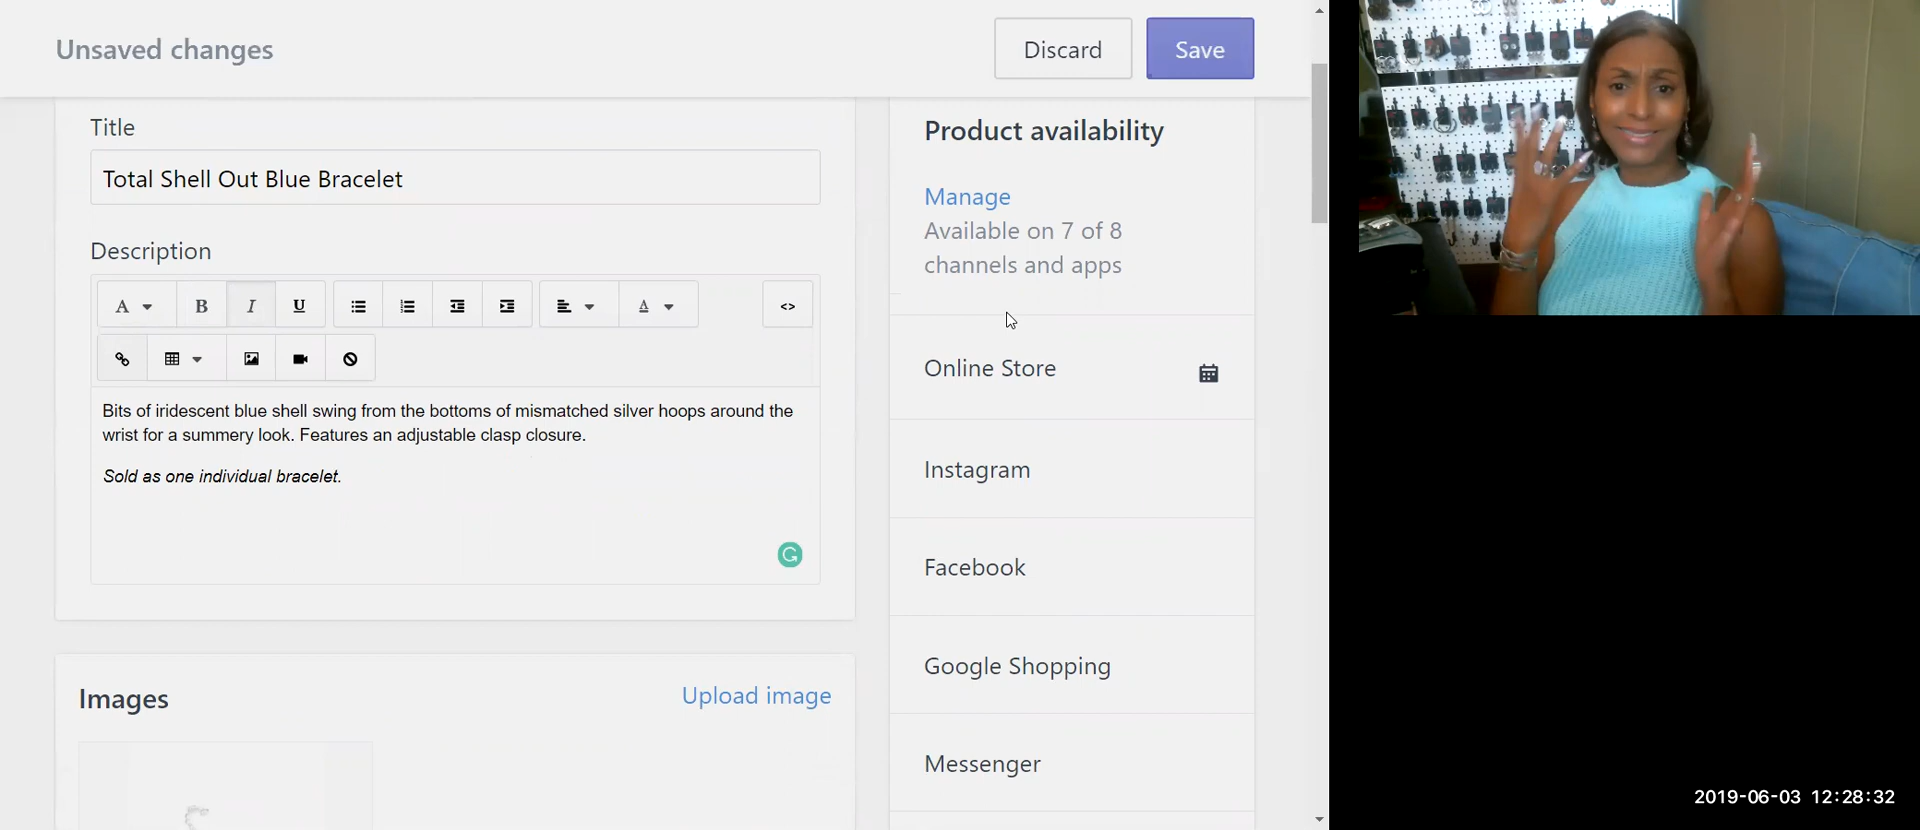 Unsaved changes
Discard
Save
Title
Total Shell Out Blue Bracelet
Description
A
B
I
U
A
<>
Bits of iridescent blue shell swing from the bottoms of mismatched silver hoops around the
wrist for a summery look. Features an adjustable clasp closure.
Sold as one individual bracelet.
Images
Upload image
Product availability
Manage
Available on 7 of 8
channels and apps
Online Store
Instagram
Facebook
Google Shopping
Messenger
2019-06-03 12:28:32